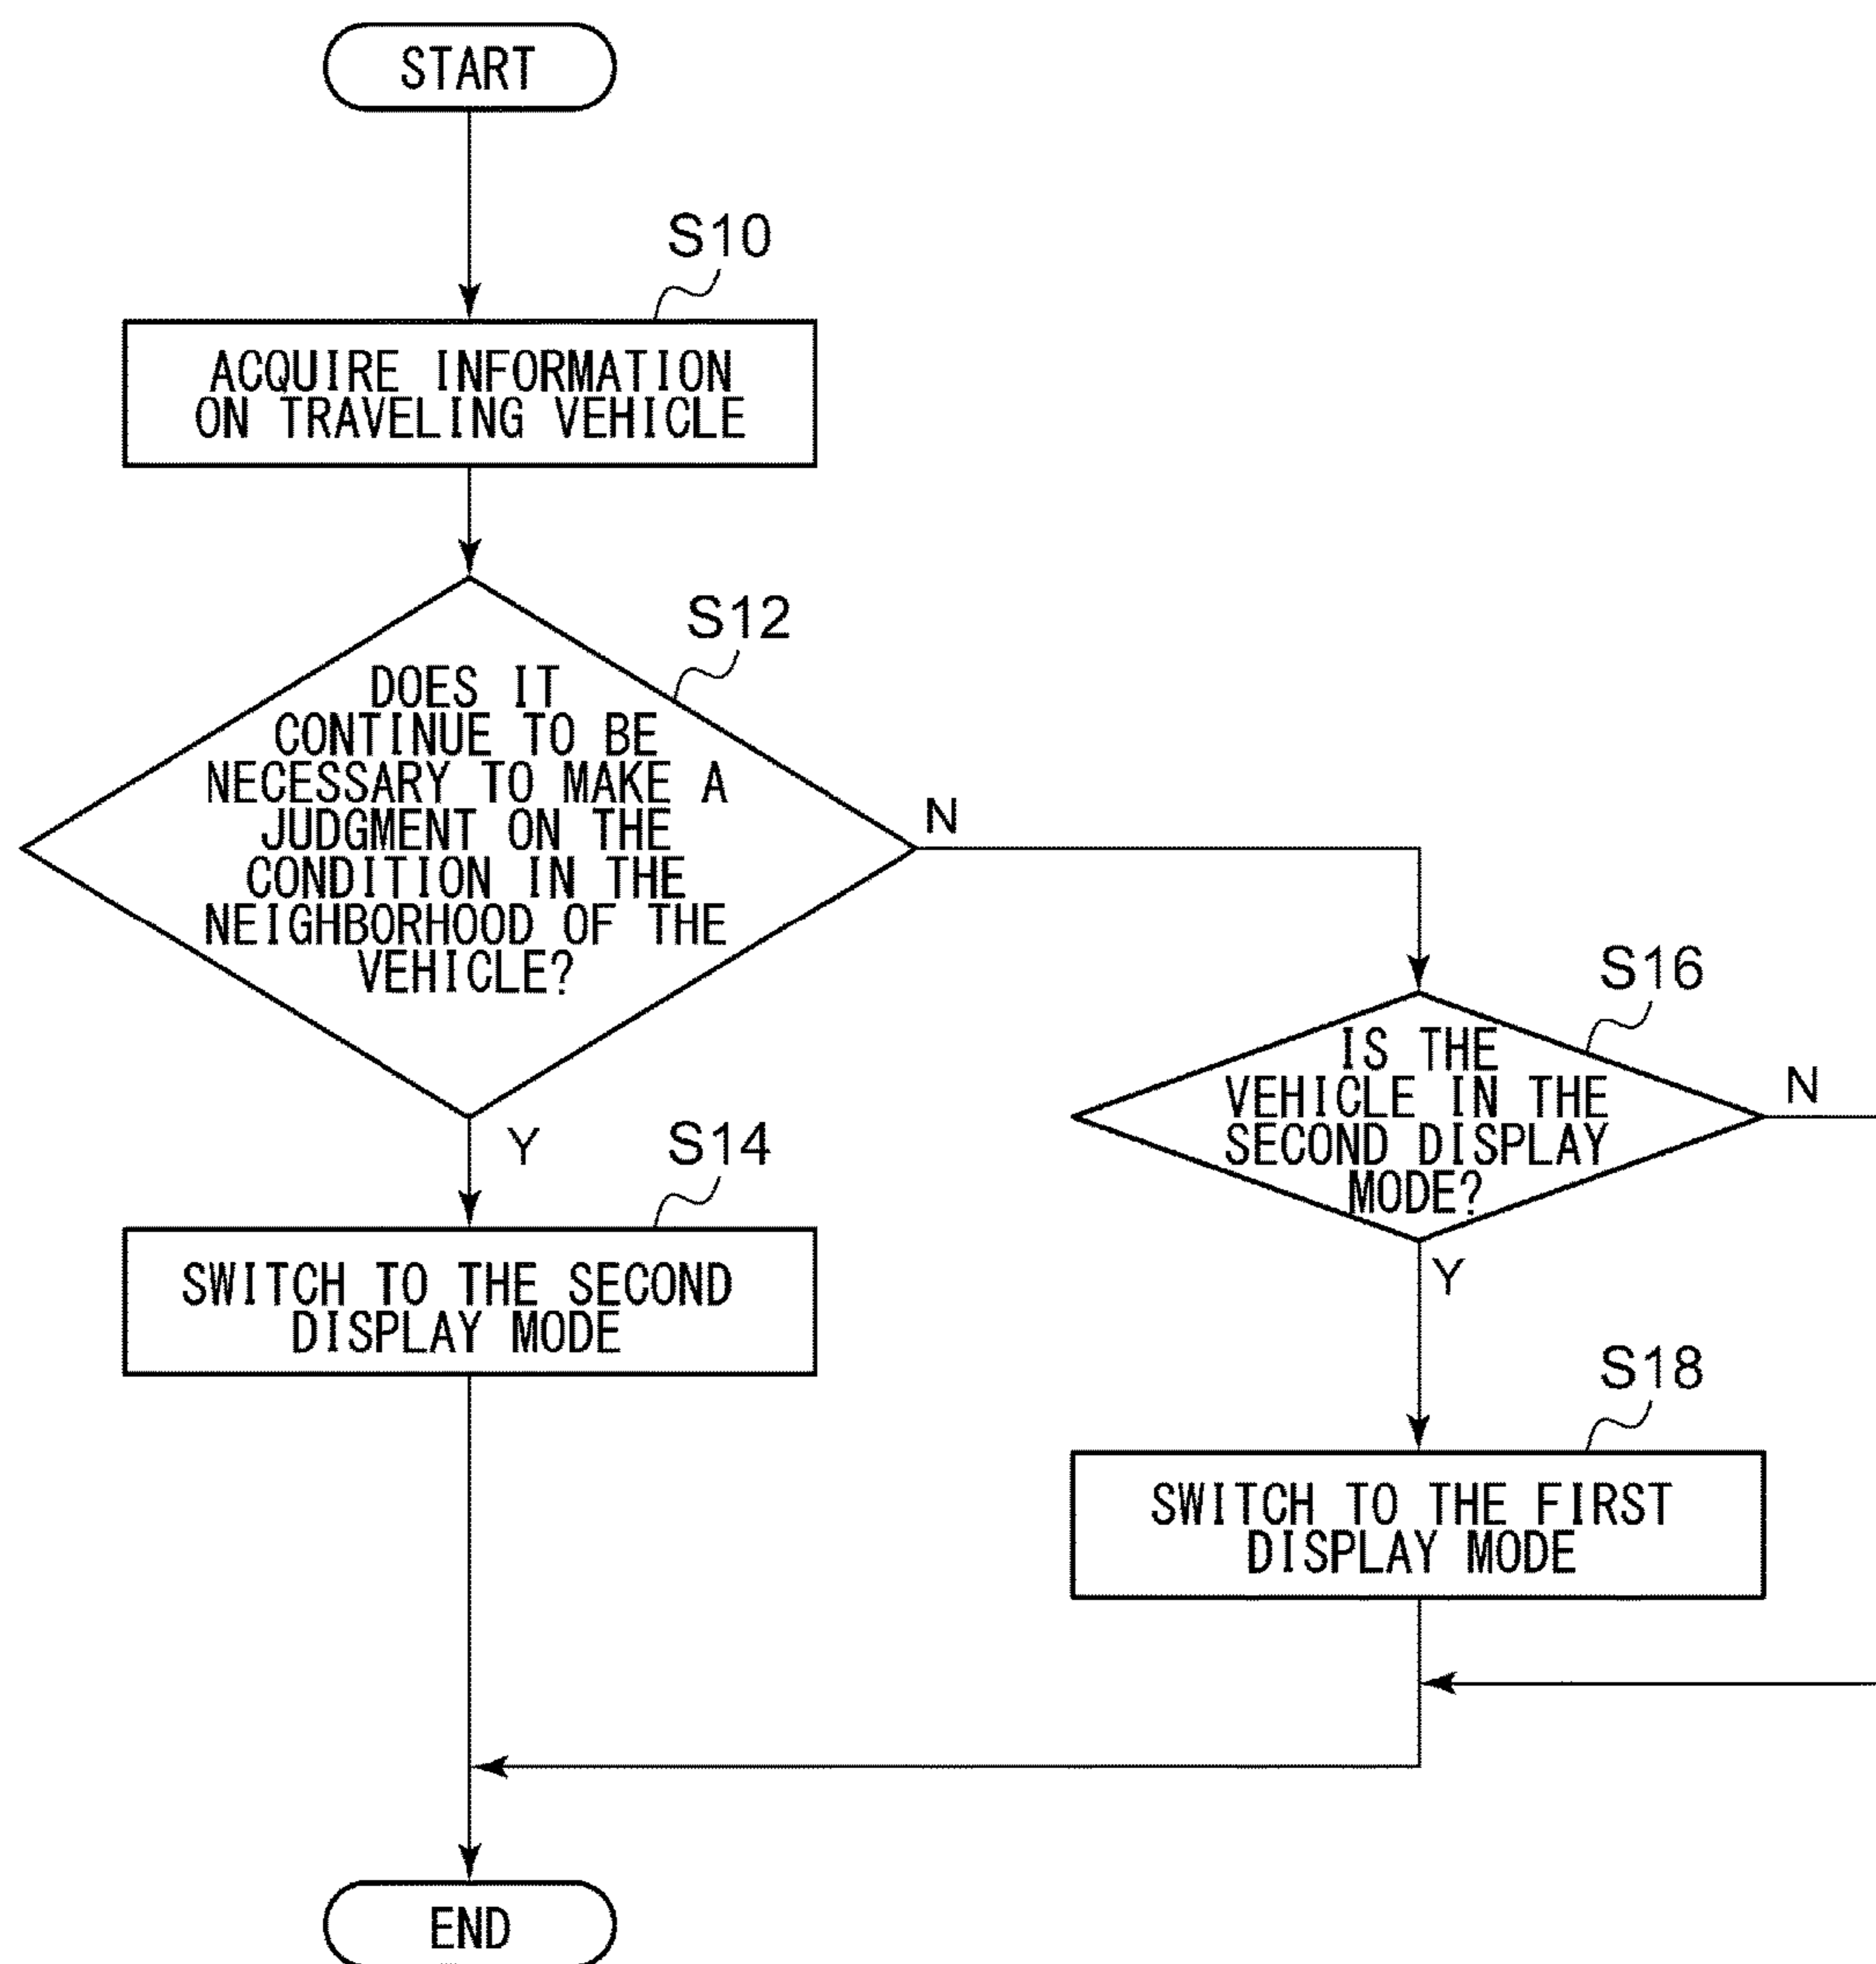 START
S10
ACQUIRE INFORMATION
ON TRAVELING VEHICLE
S12
DOES IT
CONTINUE TO BE
NECESSARY TO MAKE A
JUDGMENT ON THE
CONDITION IN THE
NEIGHBORHOOD OF THE
VEHICLE?
N
Y
S14
SWITCH TO THE SECOND
DISPLAY MODE
S16
IS THE
VEHICLE IN THE
SECOND DISPLAY
MODE?
N
Y
S18
SWITCH TO THE FIRST
DISPLAY MODE
END